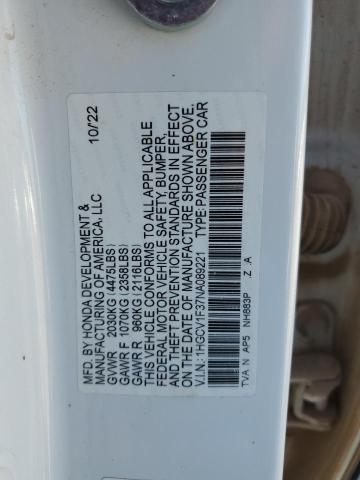 MFD. BY HONDA DEVELOPMENT &
MANUFACTURING OF AMERICA, LLC 10/'22
GVWR 2030KG (4475LBS)
GAWR F 1070KG (2358LBS)
GAWR R 960KG (2116LBS)
THIS VEHICLE CONFORMS TO ALL APPLICABLE
FEDERAL MOTOR VEHICLE SAFETY, BUMPER,
AND THEFT PREVENTION STANDARDS IN EFFECT
ON THE DATE OF MANUFACTURE SHOWN ABOVE.
V.I.N.: 1HGCV1F37NA089221 TYPE: PASSENGER CAR
TVA N AP5 NH883P .Z .A